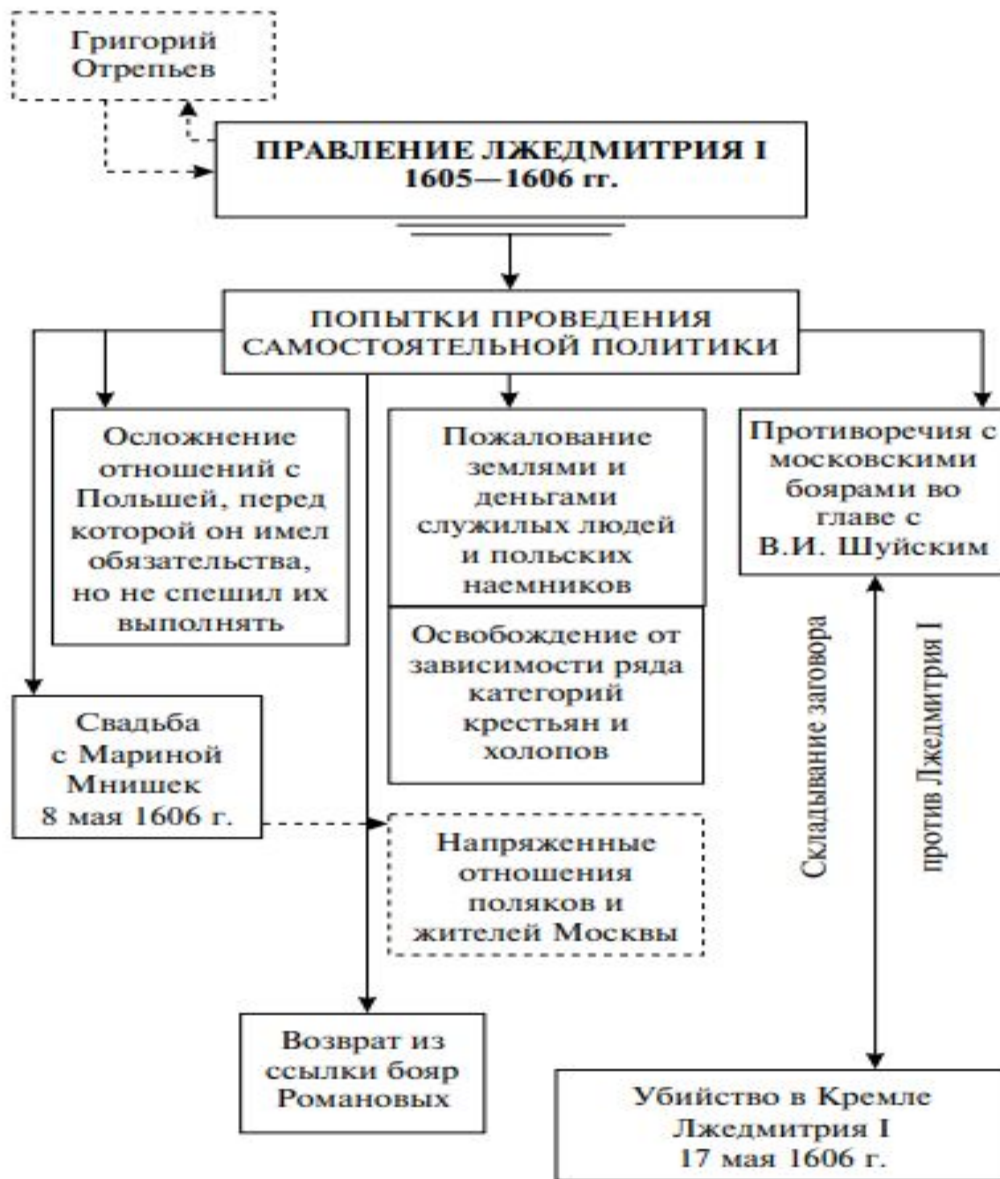 Григорий
Отрепьев
ПРАВЛЕНИЕ ЛЖЕДМИТРИЯ I
1605—1606 гг.
ПОПЫТКИ ПРОВЕДЕНИЯ
САМОСТОЯТЕЛЬНОЙ ПОЛИТИКИ
Осложнение
отношений с
Польшей, перед
которой он имел
обязательства,
но не спешил их
выполнять
Пожалование
землями и
деньгами
служилых людей
и польских
наемников
Противоречия с
московскими
боярами во
главе с
В.И. Шуйским
Освобождение от
зависимости ряда
категорий
крестьян и
холопов
Складывание заговора
против Лжедмитрия I
Свадьба
с Мариной
Мнишек
8 мая 1606 г.
Напряженные
отношения
поляков и
жителей Москвы
Возврат из
ссылки бояр
Романовых
Убийство в Кремле
Лжедмитрия I
17 мая 1606 г.